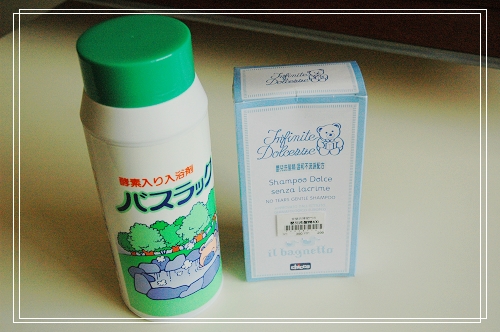 酵素入り入浴剤
バスラック
Infinite
Dolcezze
Shampoo Dolce
senza lacrime
NO TEARS GENTLE SHAMPOO
il bagnetto
chicco